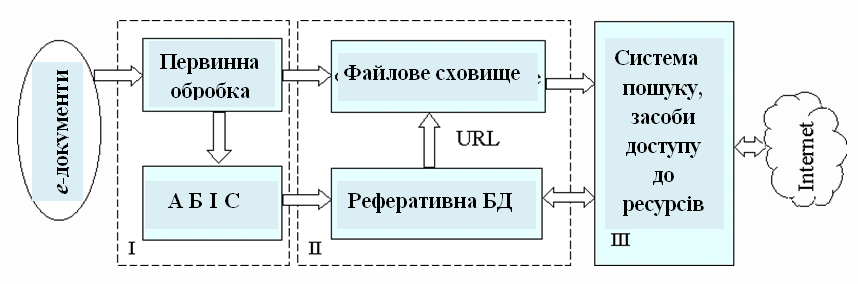 е-документи
Первинна
обробка
А Б І С
I
Файлове сховище
URL
Реферативна БД
II
Система
пошуку,
засоби
доступу
до
ресурсів
III
Internet